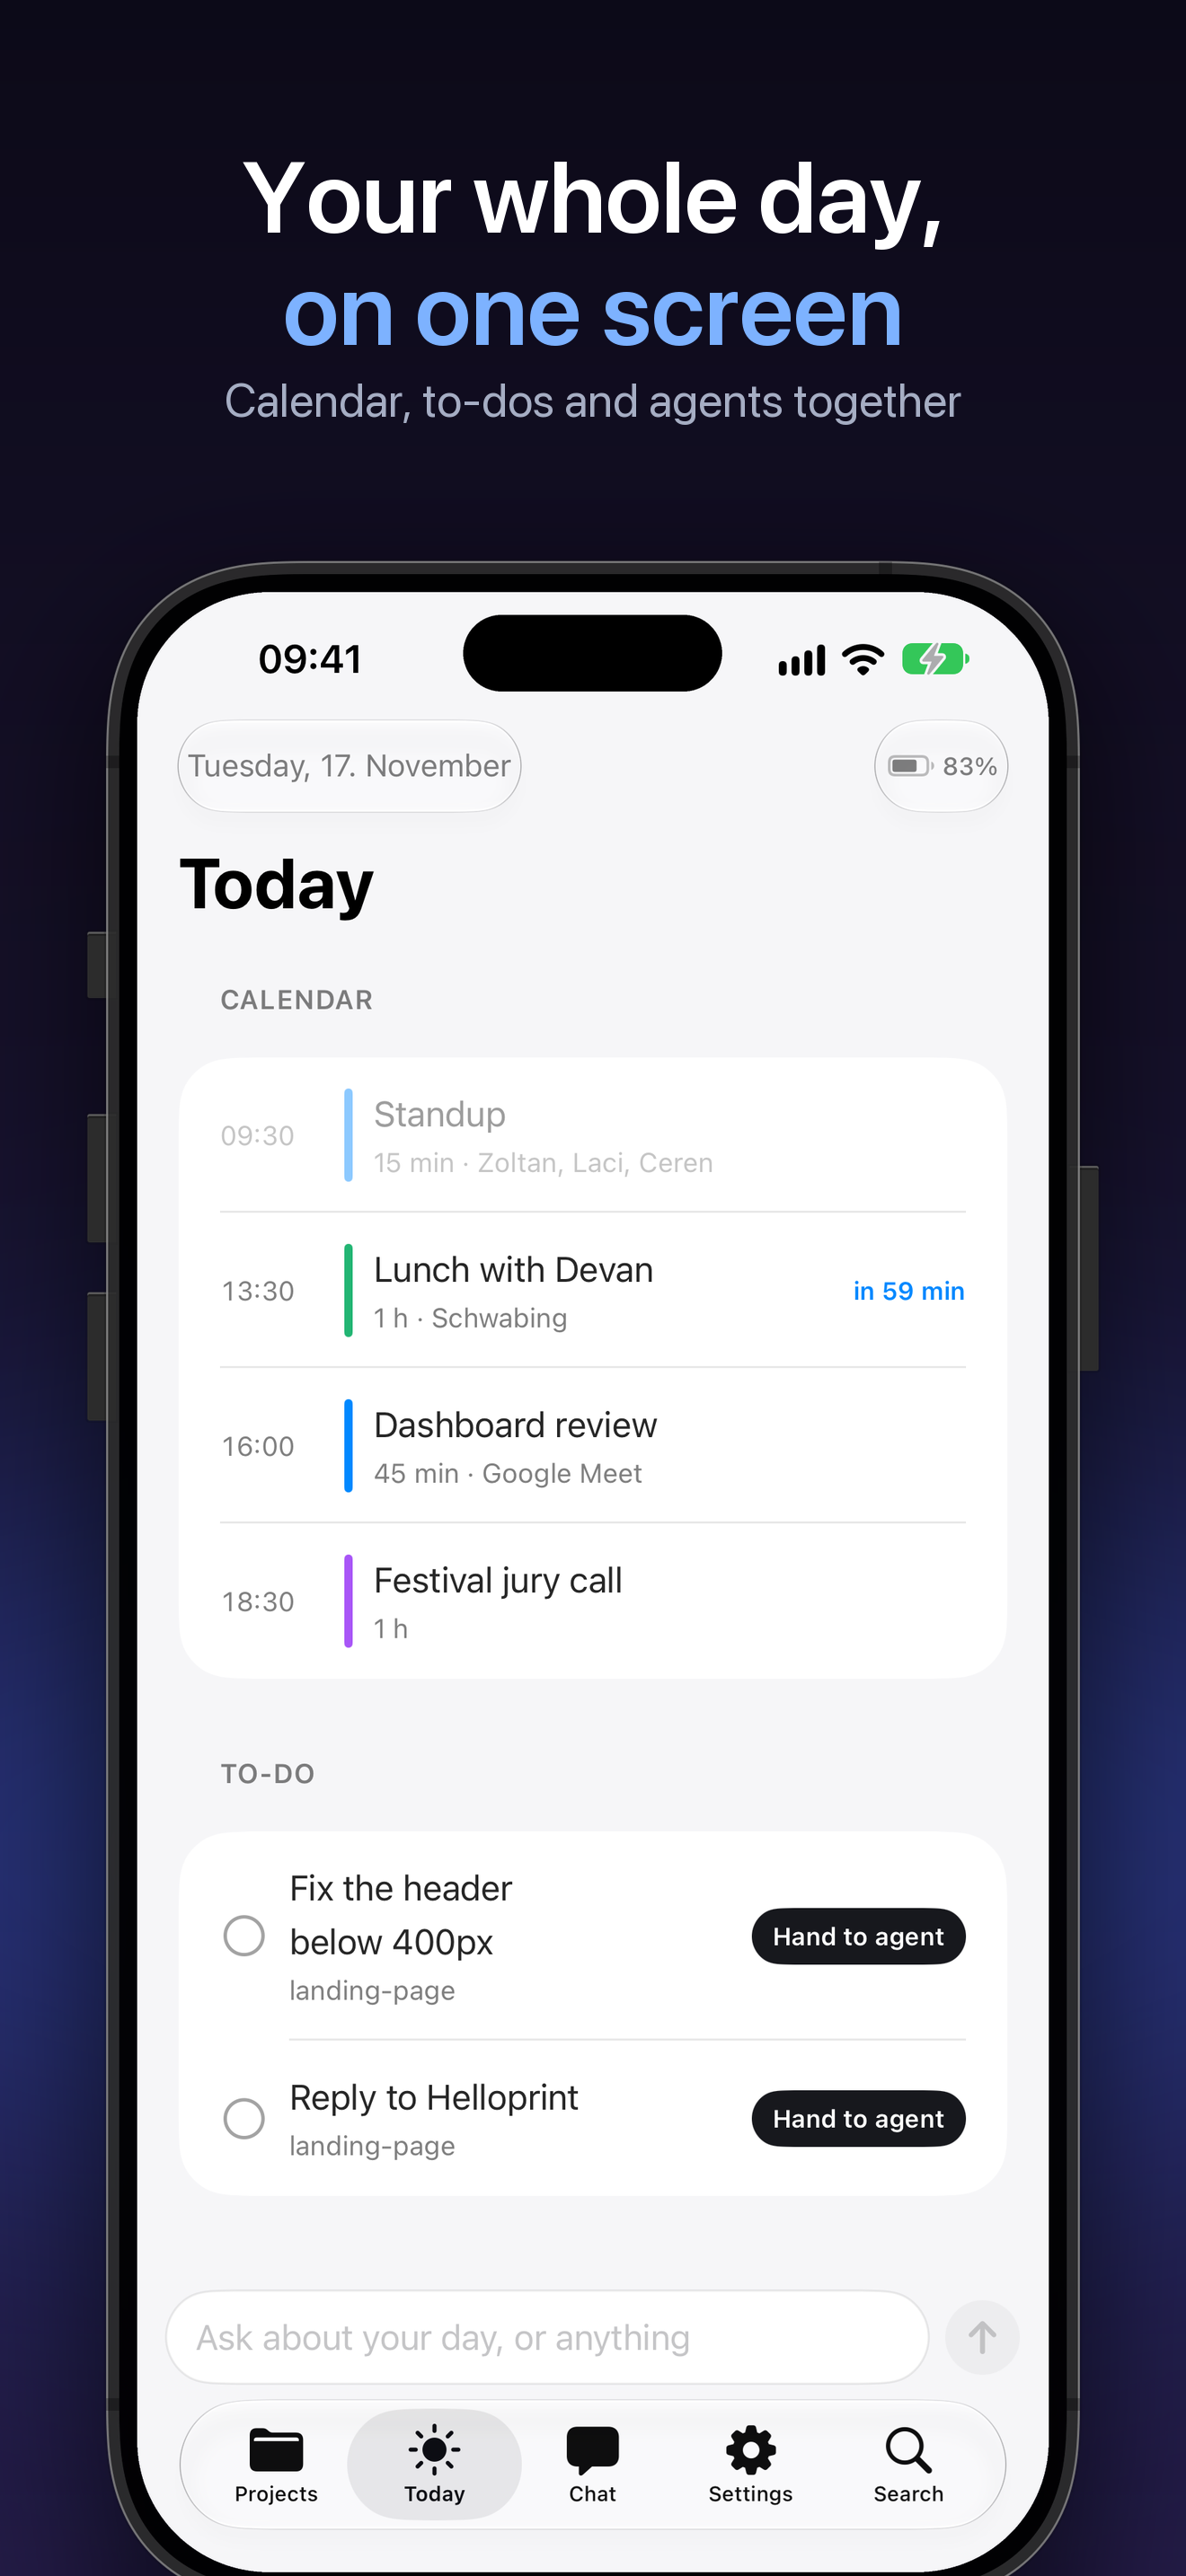 Your whole day,
on one screen
Calendar, to-dos and agents together
09:41
Tuesday, 17. November
83%
Today
CALENDAR
09:30
Standup
15 min · Zoltan, Laci, Ceren
13:30
Lunch with Devan
1 h · Schwabing
in 59 min
16:00
Dashboard review
45 min · Google Meet
18:30
Festival jury call
1 h
TO-DO
Fix the header
below 400px
landing-page
Hand to agent
Reply to Helloprint
landing-page
Hand to agent
Ask about your day, or anything
Projects
Today
Chat
Settings
Search